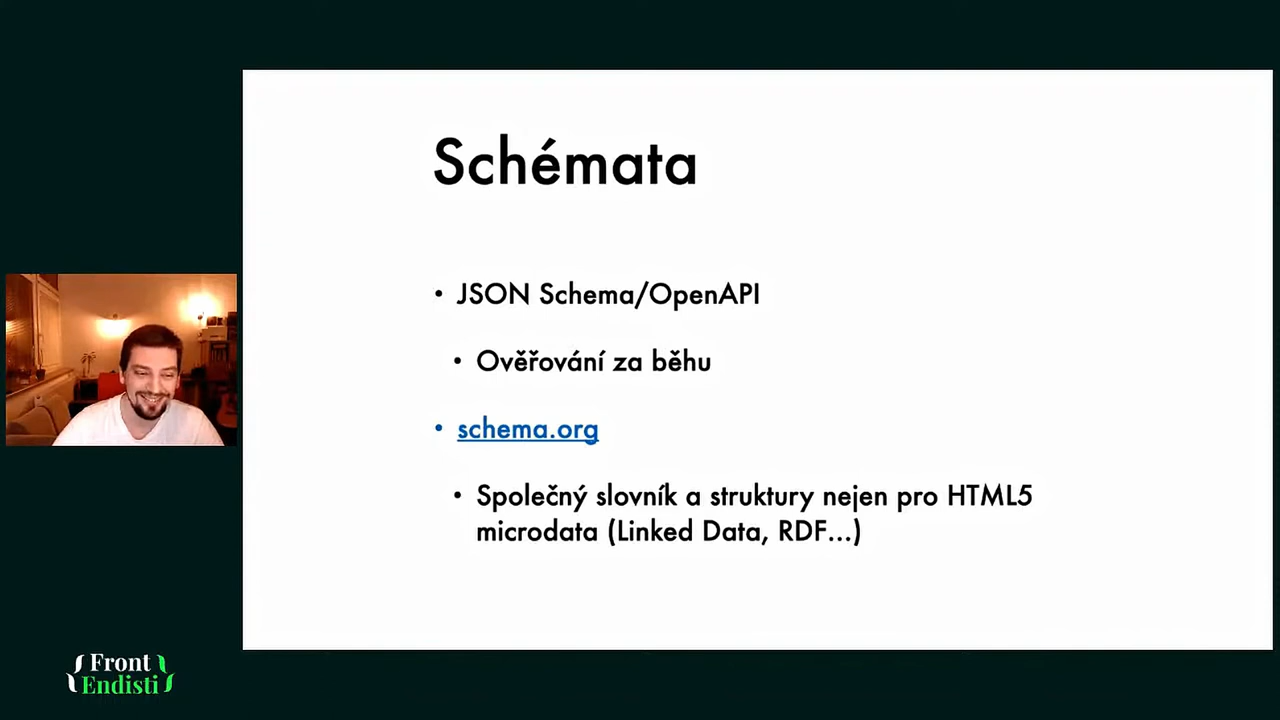 Schémata
• JSON Schema/OpenAPI
• Ověřování za běhu
• schema.org
• Společný slovník a struktury nejen pro HTML5
microdata (Linked Data, RDF...)
{Front
Endisti}